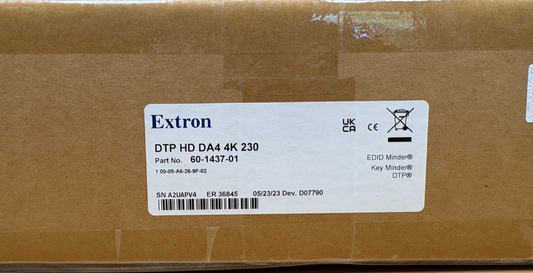 Extron
UK
CA
CE
DTP HD DA4 4K 230
Part No. 60-1437-01
1 00-05-A6-26-9F-82
EDID Minder®
Key Minder®
DTP®
SN A2UAPV4 ER 36845 05/23/23 Dev. D07790